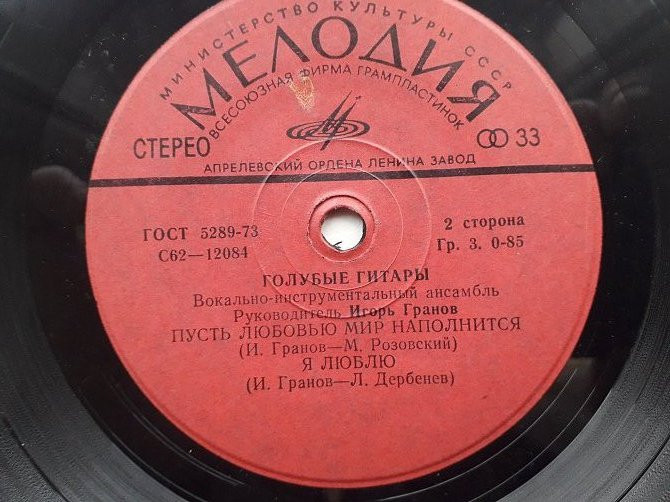 МИНИСТЕРСТВО КУЛЬТУРЫ СССР
МЕЛОДИЯ
ВСЕСОЮЗНАЯ ФИРМА ГРАМПЛАСТИНОК
СТЕРЕО
33
АПРЕЛЕВСКИЙ ОРДЕНА ЛЕНИНА ЗАВОД
ГОСТ 5289-73
2 сторона
С62—12084
Гр. 3. 0-85
ГОЛУБЫЕ ГИТАРЫ
Вокально-инструментальный ансамбль
Руководитель Игорь Гранов
ПУСТЬ ЛЮБОВЬЮ МИР НАПОЛНИТСЯ
(И. Гранов—М. Розовский)
Я ЛЮБЛЮ
(И. Гранов—Л. Дербенев)